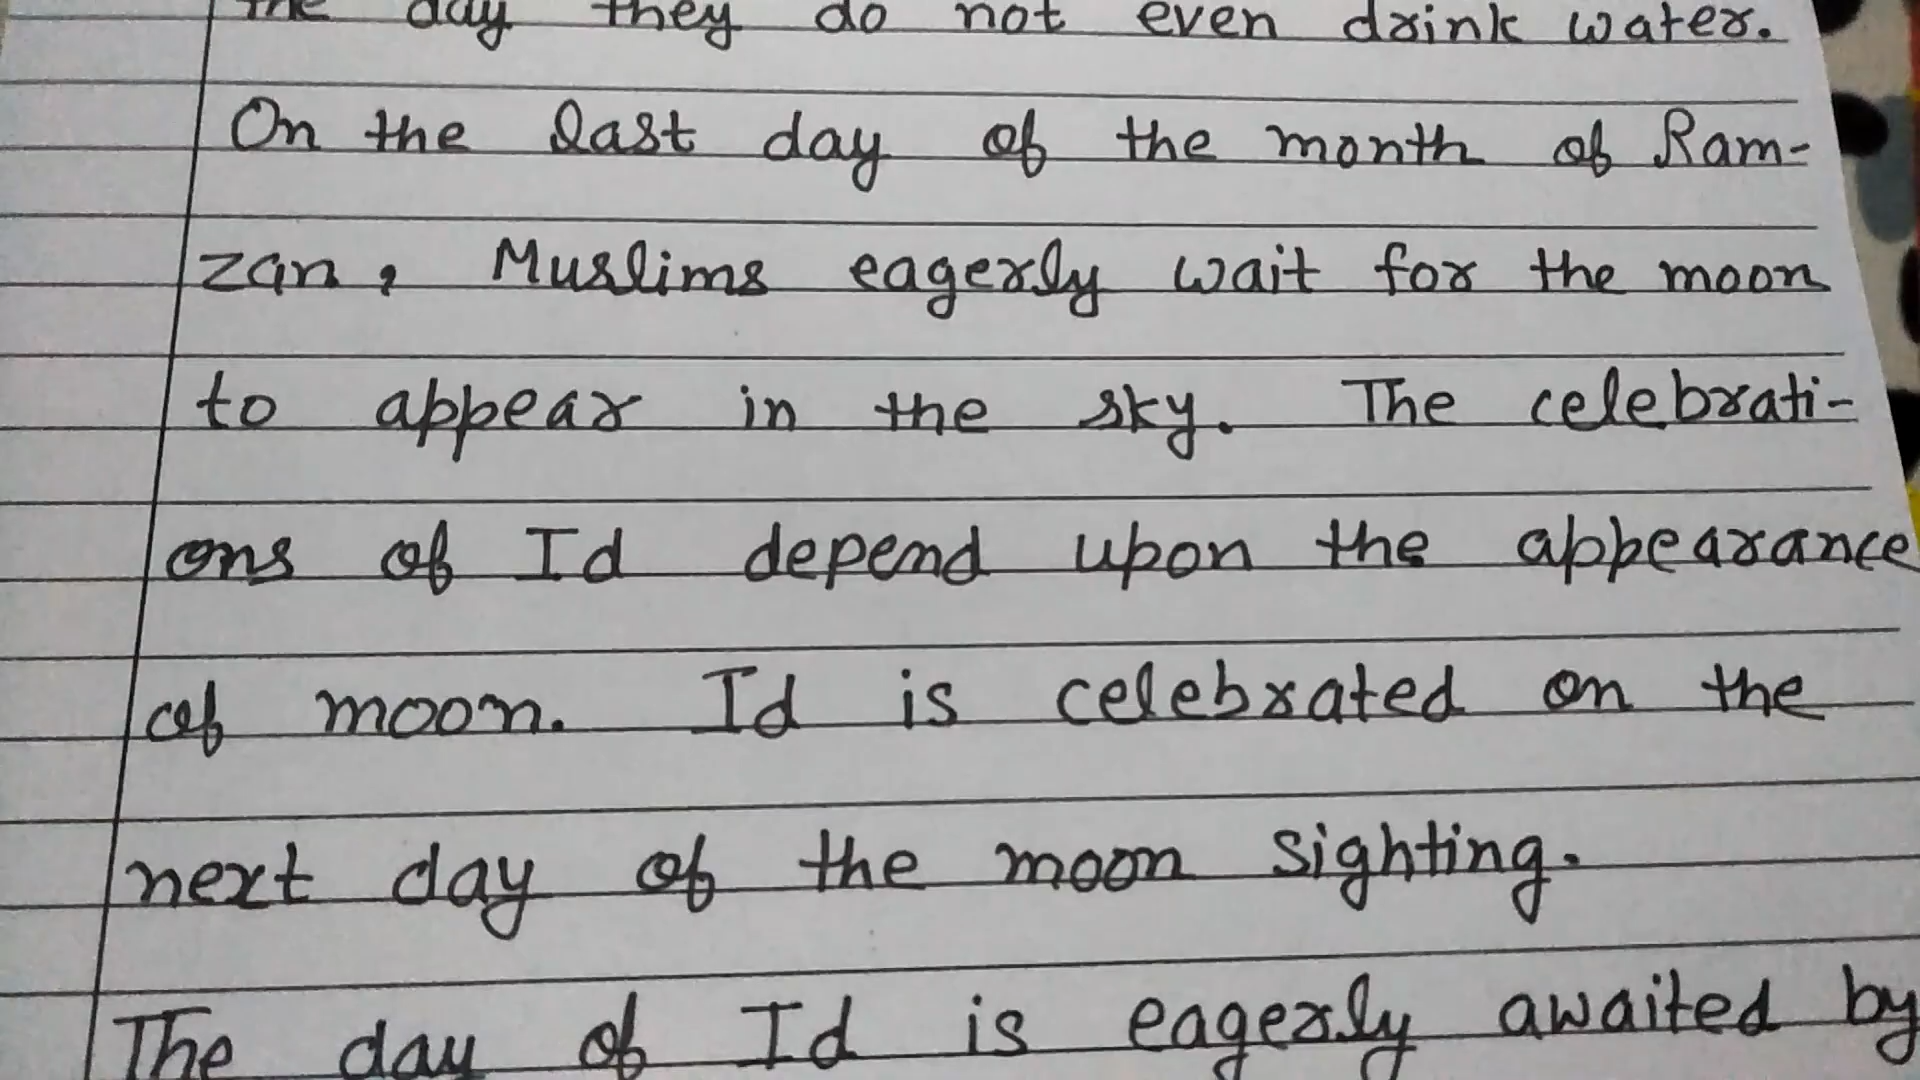 the day they do not even drink water.
On the last day of the month of Ram-
zan, Muslims eagerly wait for the moon
to appear in the sky. The celebrati-
ons of Id depend upon the appearance
of moon. Id is celebrated on the
next day of the moon sighting.
The day of Id is eagerly awaited by